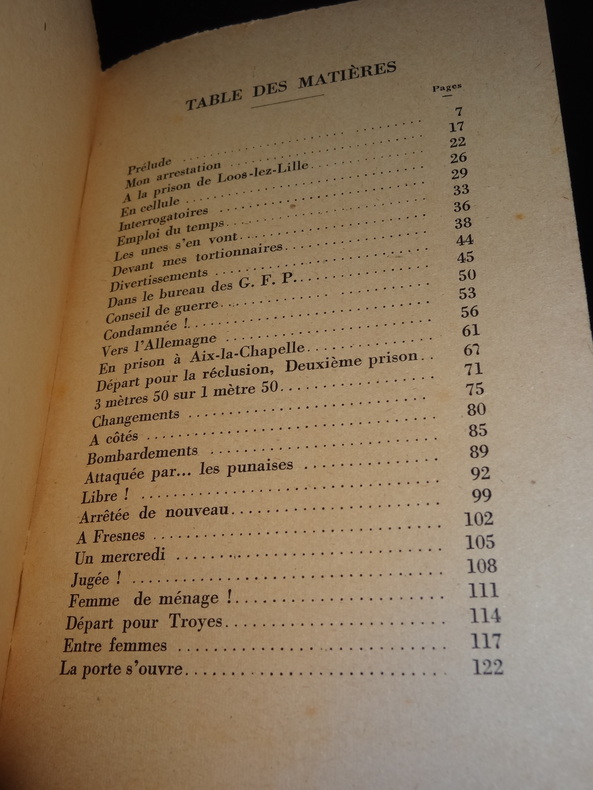 TABLE DES MATIÈRES
Pages
Prélude .......... 7
Mon arrestation .......... 17
A la prison de Loos-lez-Lille .......... 22
En cellule .......... 26
Interrogatoires .......... 29
Emploi du temps .......... 33
Les unes s'en vont .......... 36
Devant mes tortionnaires .......... 38
Divertissements .......... 44
Dans le bureau des G. F. P. .......... 45
Conseil de guerre .......... 50
Condamnée ! .......... 53
Vers l'Allemagne .......... 56
En prison à Aix-la-Chapelle .......... 61
Départ pour la réclusion, Deuxième prison .. 67
3 mètres 50 sur 1 mètre 50 .......... 71
Changements .......... 75
A côtés .......... 80
Bombardements .......... 85
Attaquée par... les punaises .......... 89
Libre ! .......... 92
Arrêtée de nouveau .......... 99
A Fresnes .......... 102
Un mercredi .......... 105
Jugée ! .......... 108
Femme de ménage ! .......... 111
Départ pour Troyes .......... 114
Entre femmes .......... 117
La porte s'ouvre .......... 122